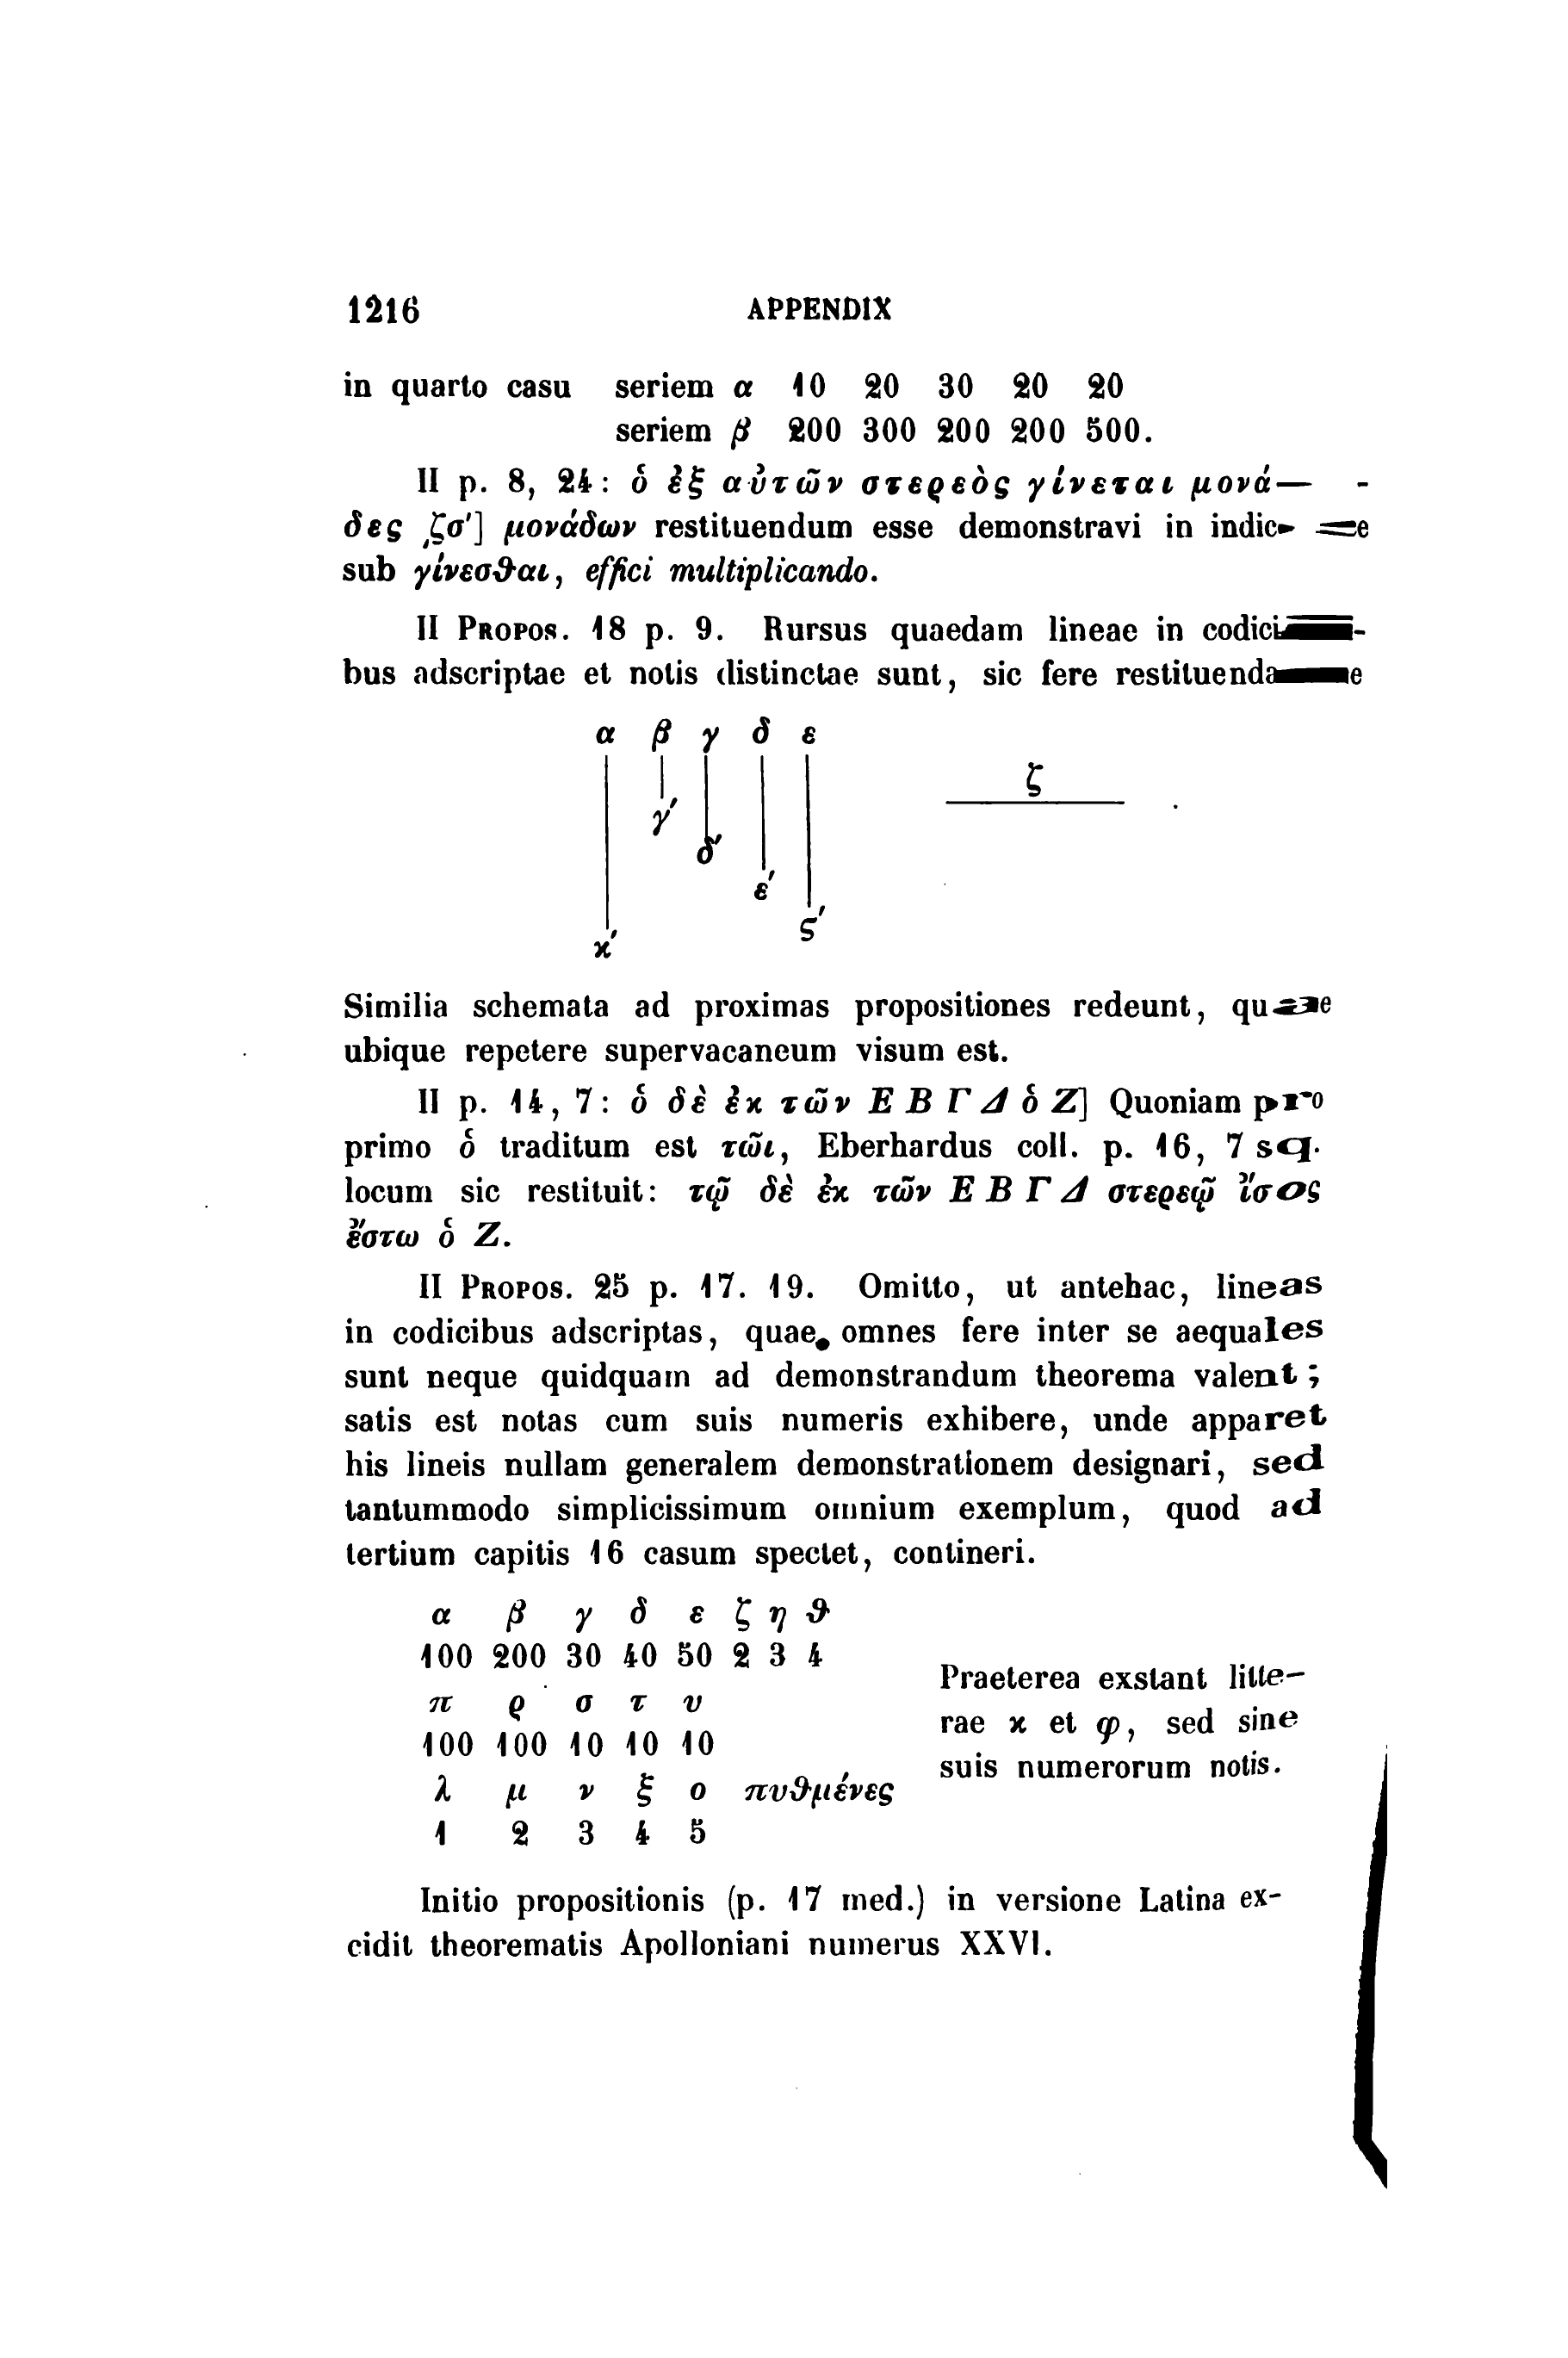 1216 APPENDIX
in quarto casu seriem α 10 20 30 20 20
seriem β 200 300 200 200 500.
II p. 8, 24: ὁ ἐξ αὐτῶν στερεὸς γίνεται μονά-
δες ͵ζσ'] μονάδων restituendum esse demonstravi in indice
sub γίνεσθαι, effici multiplicando.
II PROPOS. 18 p. 9. Rursus quaedam lineae in codici-
bus adscriptae et notis distinctae sunt, sic fere restituendae
α β γ δ ε
ζ
γ'
δ'
ε'
ς'
κ'
Similia schemata ad proximas propositiones redeunt, quae
ubique repetere supervacaneum visum est.
II p. 14, 7: ὁ δὲ ἐκ τῶν Ε Β Γ Δ ὁ Ζ] Quoniam pro
primo ὁ traditum est τῶι, Eberhardus coll. p. 16, 7 sq.
locum sic restituit: τῷ δὲ ἐκ τῶν Ε Β Γ Δ στερεῷ ἴσος
ἔστω ὁ Ζ.
II PROPOS. 25 p. 17. 19. Omitto, ut antehac, lineas
in codicibus adscriptas, quae omnes fere inter se aequales
sunt neque quidquam ad demonstrandum theorema valent;
satis est notas cum suis numeris exhibere, unde apparet
his lineis nullam generalem demonstrationem designari, sed
tantummodo simplicissimum omnium exemplum, quod ad
tertium capitis 16 casum spectet, contineri.
α β γ δ ε ζ η θ
100 200 30 40 50 2 3 4
π ρ σ τ υ
100 100 10 10 10
λ μ ν ξ ο πυθμένες
1 2 3 4 5
Praeterea exstant litte-
rae κ et φ, sed sine
suis numerorum notis.
Initio propositionis (p. 17 med.) in versione Latina ex-
cidit theorematis Apolloniani numerus XXVI.